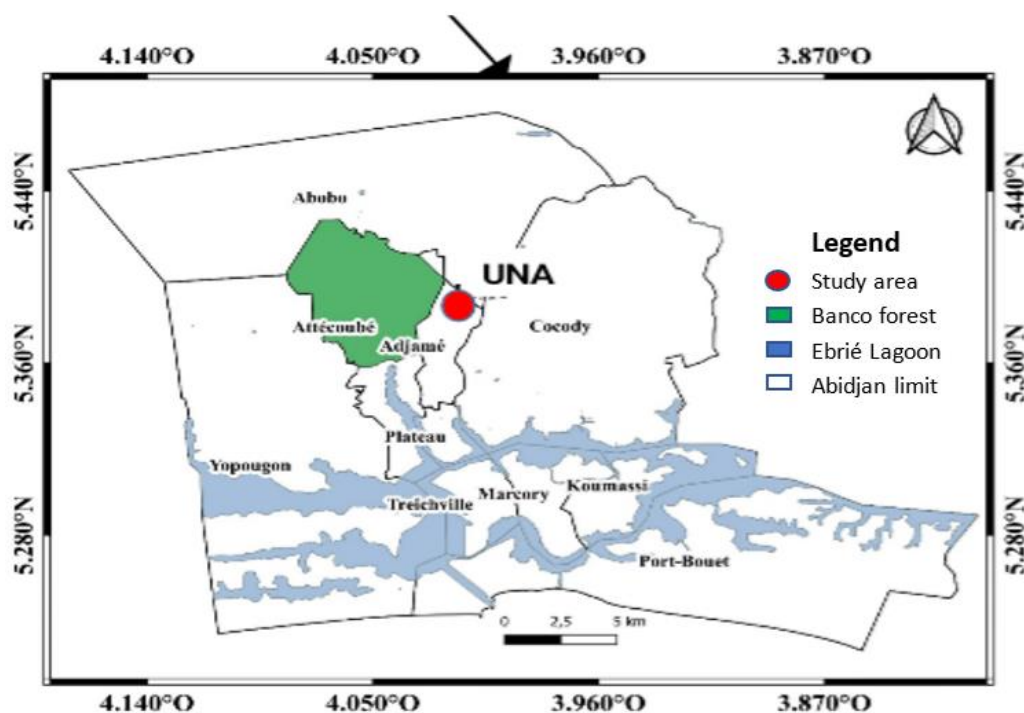 4.140°O 4.050°O 3.960°O 3.870°O
5.440°N 5.440°N
Abubu
Legend
UNA
Study area
Banco forest
Attécoubé
Cocody
Adjamé
Ebrié Lagoon
5.360°N 5.360°N
Abidjan limit
Plateau
Yopougon
Koumassi
Marcory
Treichville
5.280°N 5.280°N
Port-Bouet
0 2,5 5 km
4.140°O 4.050°O 3.960°O 3.870°O